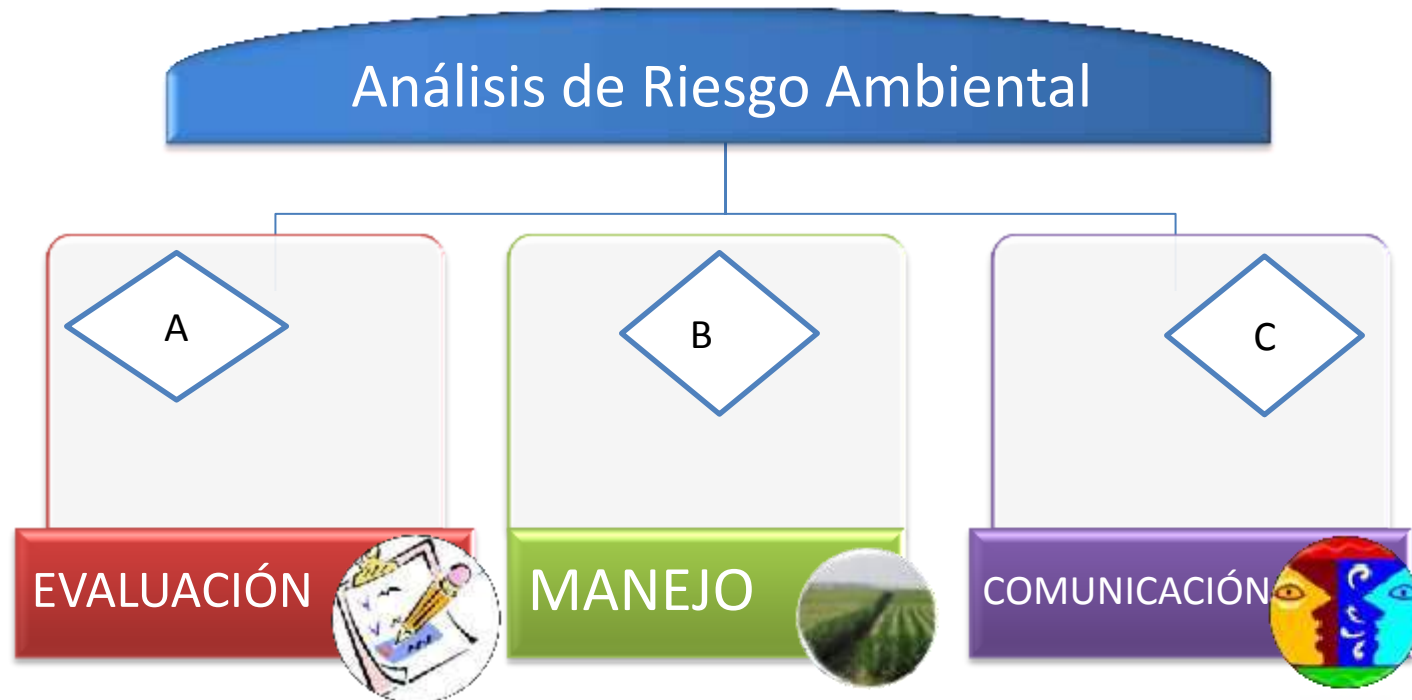 Análisis de Riesgo Ambiental
A
B
C
EVALUACIÓN
MANEJO
COMUNICACIÓN